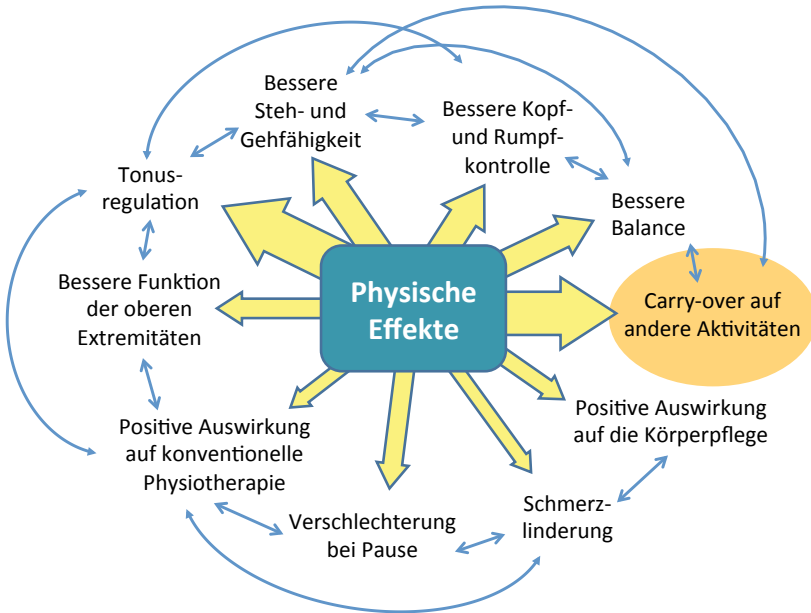 Bessere
Steh- und
Gehfähigkeit
Bessere Kopf-
und Rumpf-
kontrolle
Tonus-
regulation
Bessere
Balance
Bessere Funktion
der oberen
Extremitäten
Physische
Effekte
Carry-over auf
andere Aktivitäten
Positive Auswirkung
auf konventionelle
Physiotherapie
Positive Auswirkung
auf die Körperpflege
Verschlechterung
bei Pause
Schmerz-
linderung